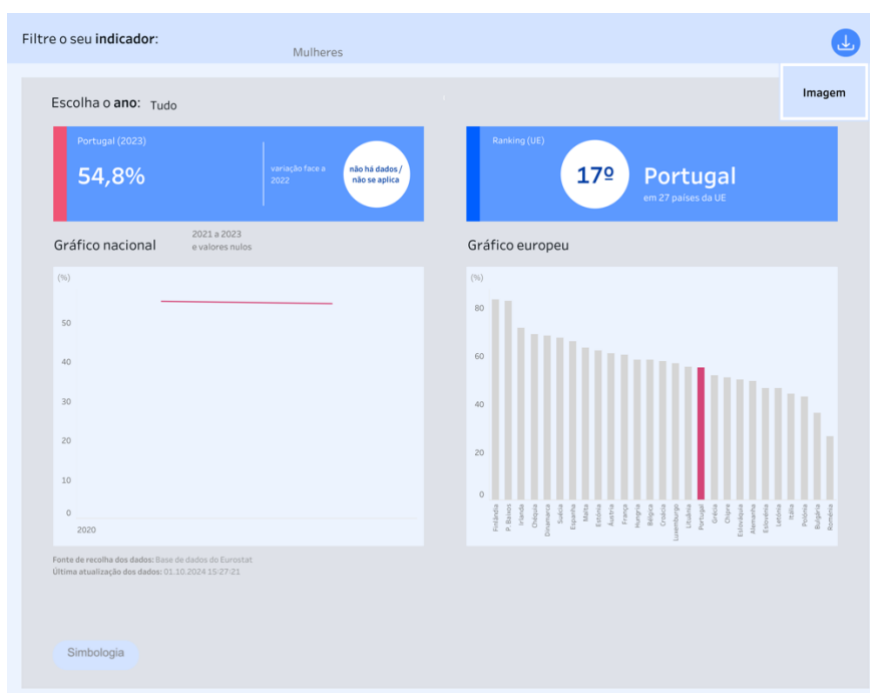 Filtre o seu indicador:
Mulheres
Imagem
Escolha o ano: Tudo
Portugal (2023)
54,8%
variação face a
2022
não há dados /
não se aplica
Ranking (UE)
17º
Portugal
em 27 países da UE
Gráfico nacional
2021 a 2023
e valores nulos
(%)
50
40
30
20
10
0
2020
Gráfico europeu
(%)
80
60
40
20
0
Finlândia
P. Baixos
Irlanda
Chéquia
Dinamarca
Suécia
Espanha
Malta
Estónia
Áustria
França
Hungria
Bélgica
Croácia
Luxemburgo
Lituânia
Portugal
Grécia
Chipre
Eslováquia
Alemanha
Eslovénia
Letónia
Itália
Polónia
Bulgária
Roménia
Fonte de recolha dos dados: Base de dados do Eurostat
Última atualização dos dados: 01.10.2024 15:27:21
Simbologia